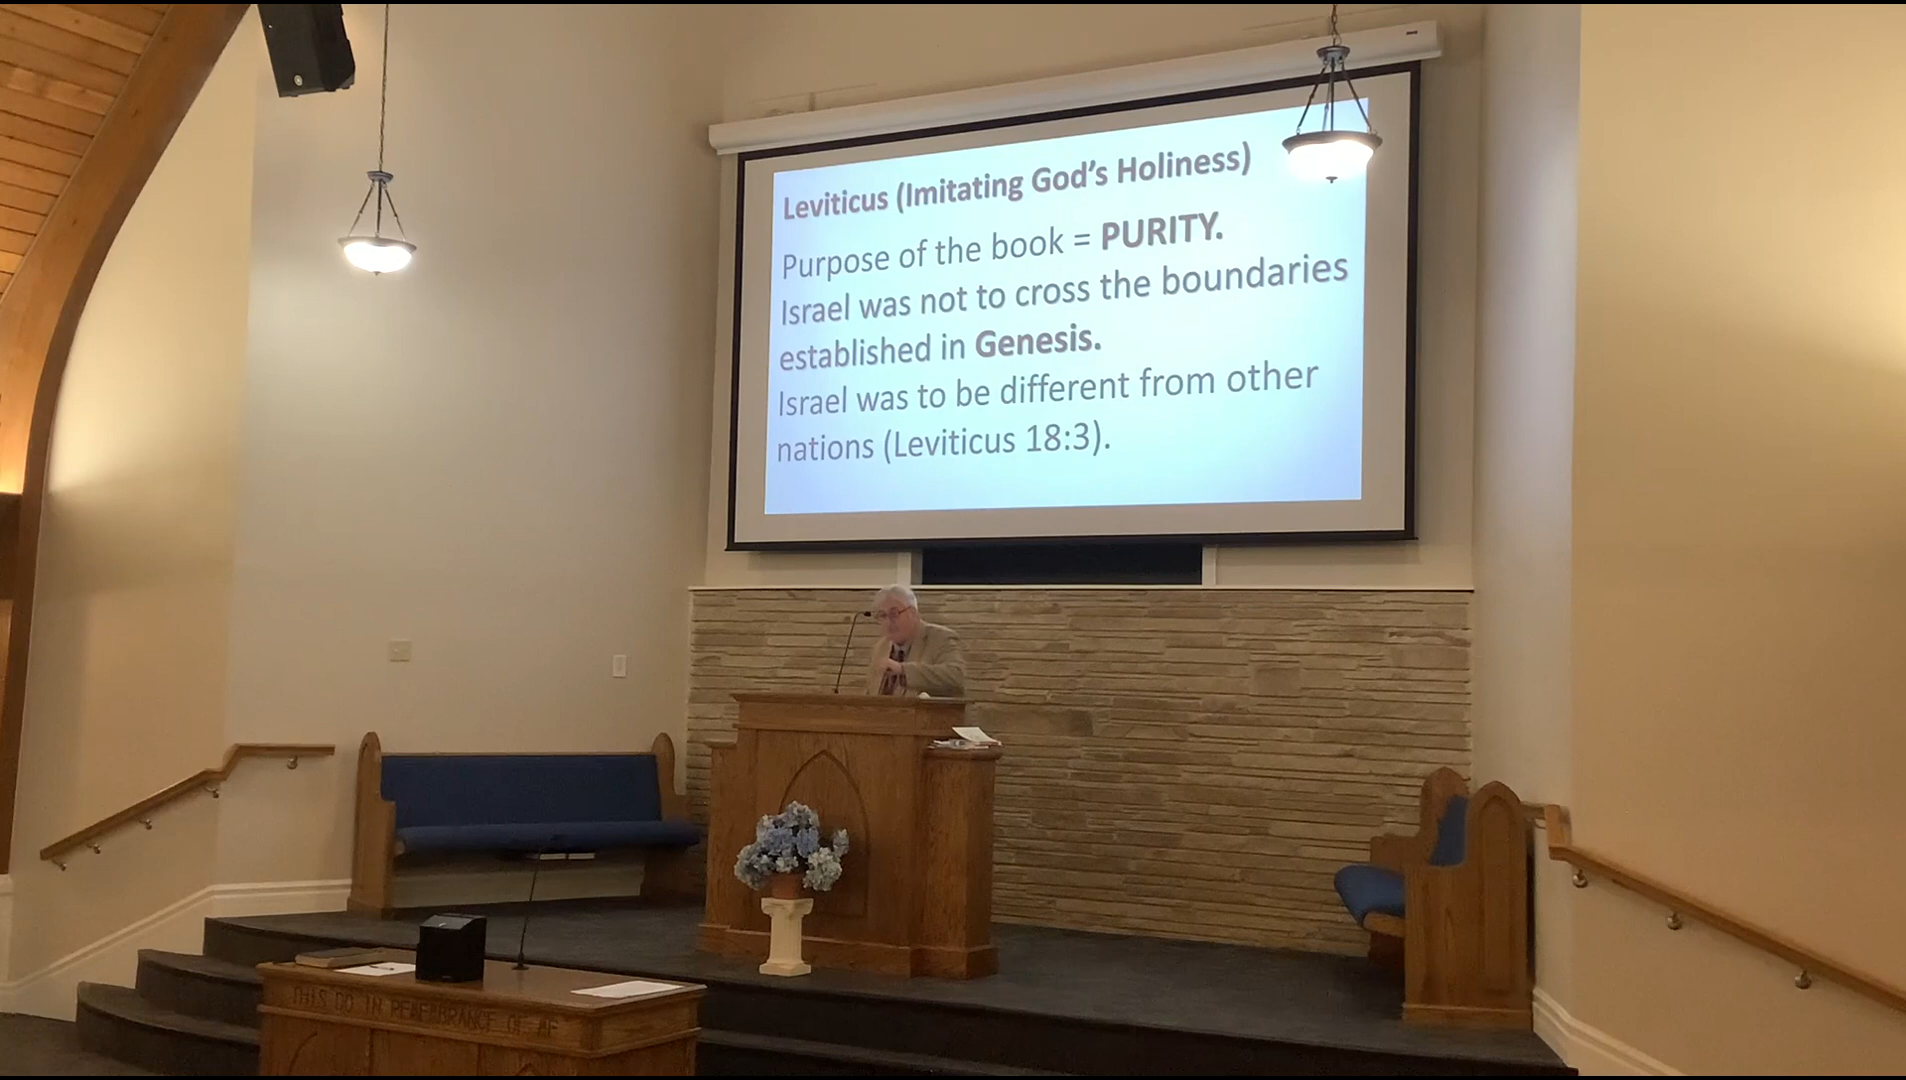 Leviticus (Imitating God's Holiness)
Purpose of the book = PURITY.
Israel was not to cross the boundaries
established in Genesis.
Israel was to be different from other
nations (Leviticus 18:3).
THIS DO IN REMEMBRANCE OF ME